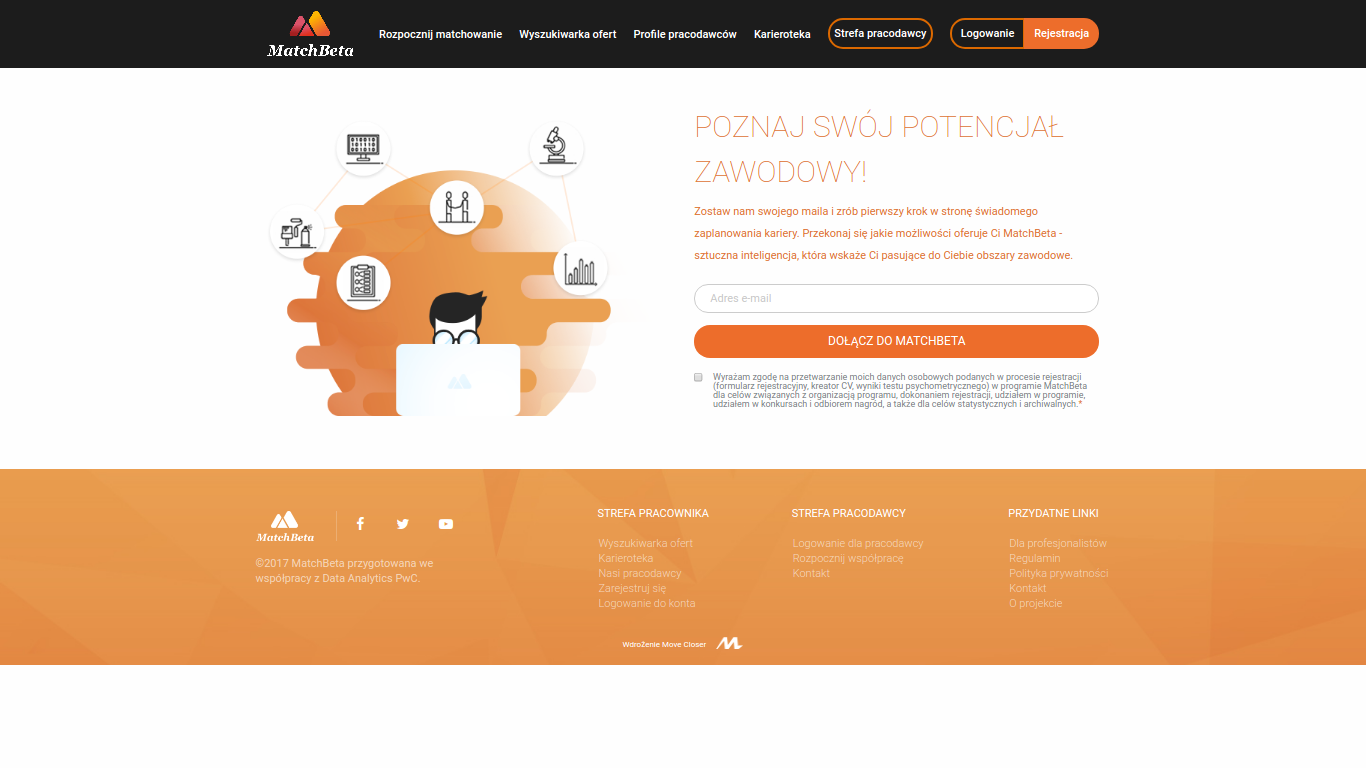 MatchBeta
Rozpocznij matchowanie
Wyszukiwarka ofert
Profile pracodawców
Karieroteka
Strefa pracodawcy
Logowanie
Rejestracja
POZNAJ SWÓJ POTENCJAŁ
ZAWODOWY!
Zostaw nam swojego maila i zrób pierwszy krok w stronę świadomego
zaplanowania kariery. Przekonaj się jakie możliwości oferuje Ci MatchBeta -
sztuczna inteligencja, która wskaże Ci pasujące do Ciebie obszary zawodowe.
Adres e-mail
DOŁĄCZ DO MATCHBETA
Wyrażam zgodę na przetwarzanie moich danych osobowych podanych w procesie rejestracji
(formularz rejestracyjny, kreator CV, wyniki testu psychometrycznego) w programie MatchBeta
dla celów związanych z organizacją programu, dokonaniem rejestracji, udziałem w programie,
udziałem w konkursach i odbiorem nagród, a także dla celów statystycznych i archiwalnych.*
MatchBeta
©2017 MatchBeta przygotowana we
współpracy z Data Analytics PwC.
STREFA PRACOWNIKA
Wyszukiwarka ofert
Karieroteka
Nasi pracodawcy
Zarejestruj się
Logowanie do konta
STREFA PRACODAWCY
Logowanie dla pracodawcy
Rozpocznij współpracę
Kontakt
PRZYDATNE LINKI
Dla profesjonalistów
Regulamin
Polityka prywatności
Kontakt
O projekcie
Wdrożenie Move Closer